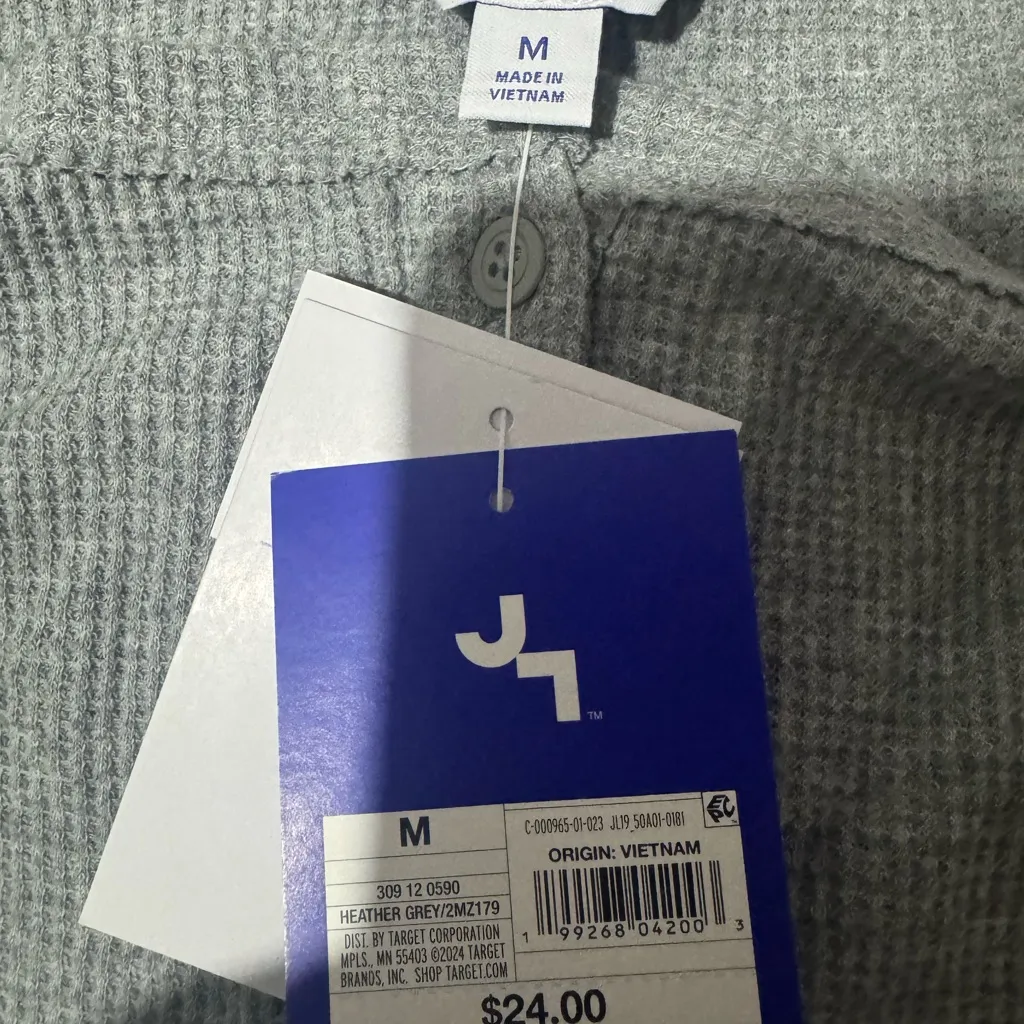 M
MADE IN
VIETNAM
J
TM
M
309 12 0590
HEATHER GREY/2MZ179
DIST. BY TARGET CORPORATION
MPLS., MN 55403 ©2024 TARGET
BRANDS, INC. SHOP TARGET.COM
C-000965-01-023 JL19_50A01-0181
EPC
ORIGIN: VIETNAM
1 99268 04200 3
$24.00